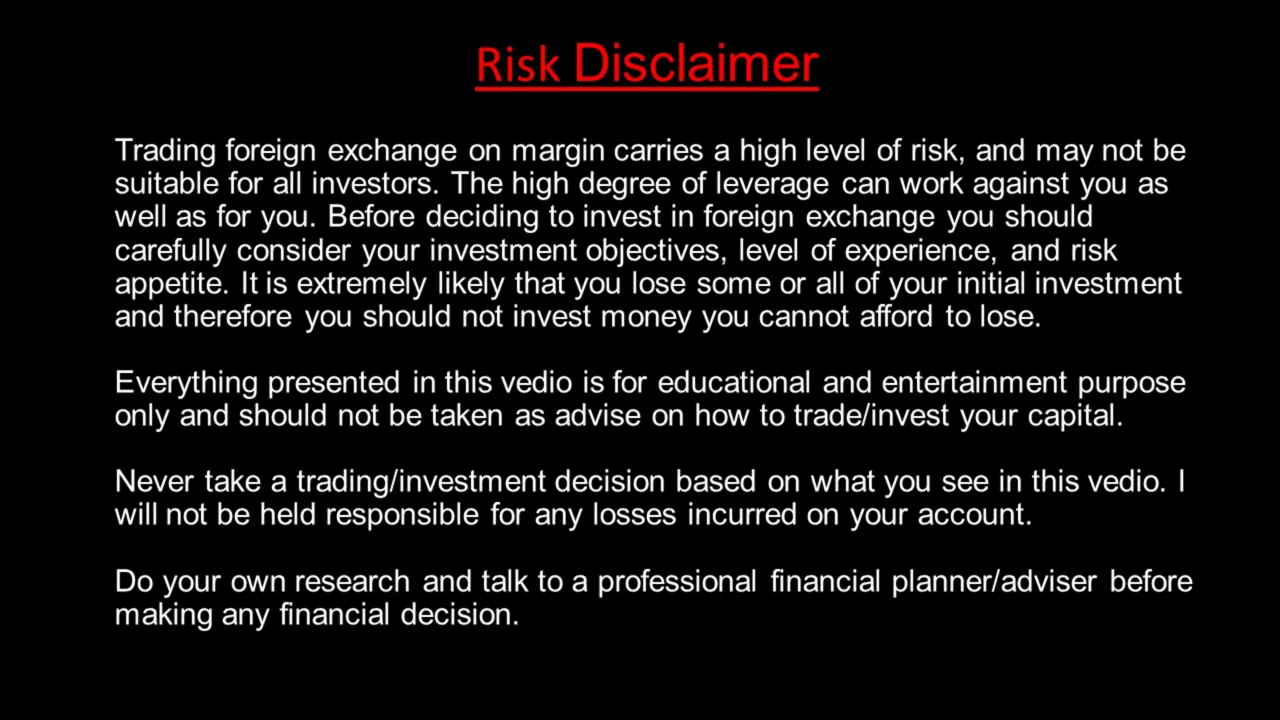 Risk Disclaimer
Trading foreign exchange on margin carries a high level of risk, and may not be
suitable for all investors. The high degree of leverage can work against you as
well as for you. Before deciding to invest in foreign exchange you should
carefully consider your investment objectives, level of experience, and risk
appetite. It is extremely likely that you lose some or all of your initial investment
and therefore you should not invest money you cannot afford to lose.
Everything presented in this vedio is for educational and entertainment purpose
only and should not be taken as advise on how to trade/invest your capital.
Never take a trading/investment decision based on what you see in this vedio. I
will not be held responsible for any losses incurred on your account.
Do your own research and talk to a professional financial planner/adviser before
making any financial decision.